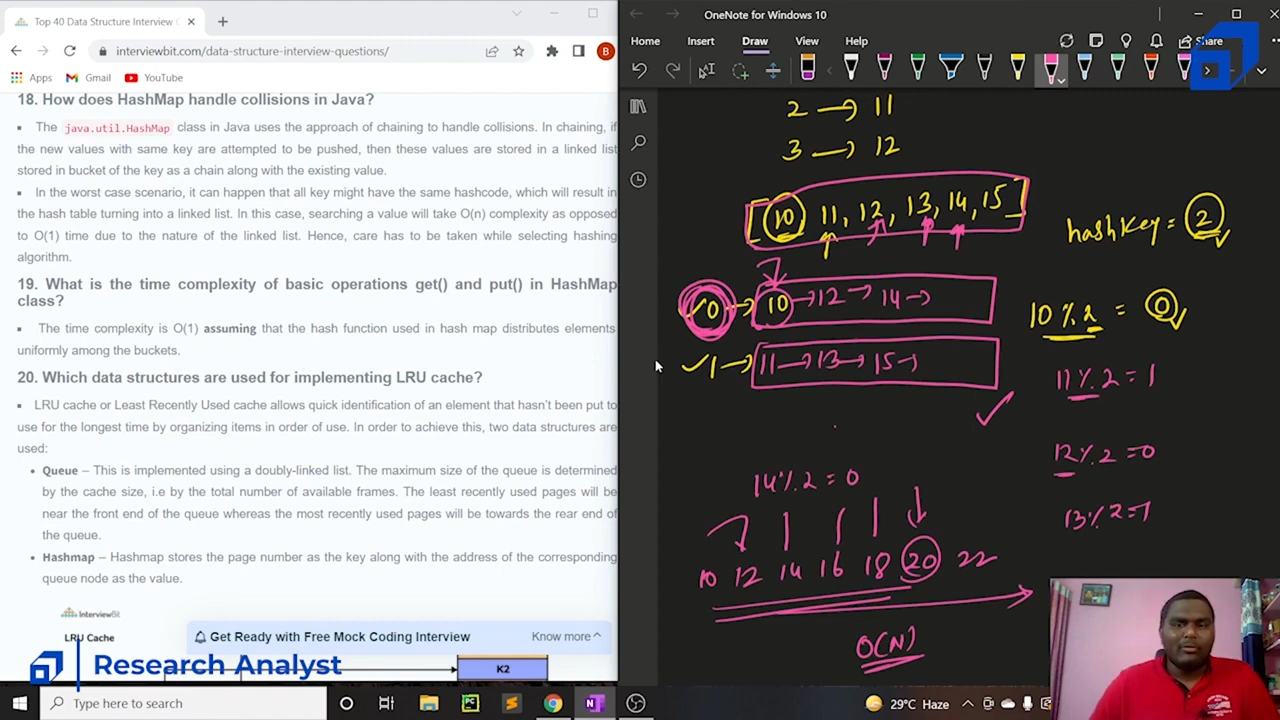 Top 40 Data Structure Interview
interviewbit.com/data-structure-interview-questions/
B
Apps Gmail YouTube
18. How does HashMap handle collisions in Java?
The java.util.HashMap class in Java uses the approach of chaining to handle collisions. In chaining, if
the new values with same key are attempted to be pushed, then these values are stored in a linked list
stored in bucket of the key as a chain along with the existing value.
In the worst case scenario, it can happen that all key might have the same hashcode, which will result in
the hash table turning into a linked list. In this case, searching a value will take O(n) complexity as opposed
to O(1) time due to the nature of the linked list. Hence, care has to be taken while selecting hashing
algorithm.
19. What is the time complexity of basic operations get() and put() in HashMap
class?
The time complexity is O(1) assuming that the hash function used in hash map distributes elements
uniformly among the buckets.
20. Which data structures are used for implementing LRU cache?
LRU cache or Least Recently Used cache allows quick identification of an element that hasn't been put to
use for the longest time by organizing items in order of use. In order to achieve this, two data structures are
used:
Queue – This is implemented using a doubly-linked list. The maximum size of the queue is determined
by the cache size, i.e by the total number of available frames. The least recently used pages will be
near the front end of the queue whereas the most recently used pages will be towards the rear end of
the queue.
Hashmap – Hashmap stores the page number as the key along with the address of the corresponding
queue node as the value.
InterviewBit
LRU Cache
Get Ready with Free Mock Coding Interview Know more
K2
Research Analyst
Type here to search
OneNote for Windows 10
Home Insert Draw View Help Share
2 → 11
3 → 12
[10 11, 12, 13, 14, 15]
hashkey = 2
0 → 10 → 12 → 14 →
10 % 2 = 0
1 → 11 → 13 → 15 →
11 % 2 = 1
12 % 2 = 0
14 % 2 = 0
13 % 2 = 1
10 12 14 16 18 20 22
O(N)
29°C Haze